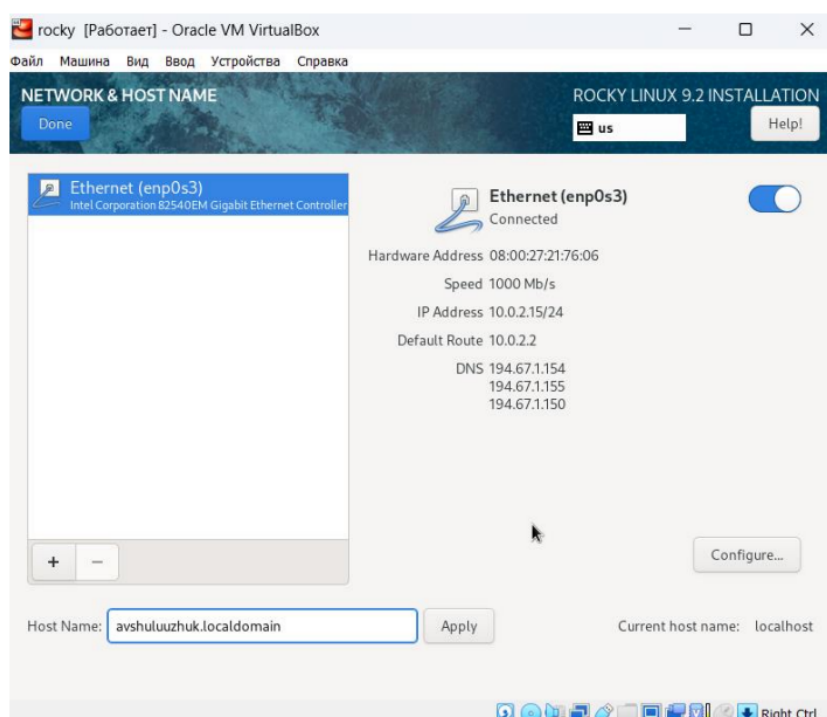 rocky [Работает] - Oracle VM VirtualBox
Файл Машина Вид Ввод Устройства Справка
NETWORK & HOST NAME
ROCKY LINUX 9.2 INSTALLATION
Done
us
Help!
Ethernet (enp0s3)
Intel Corporation 82540EM Gigabit Ethernet Controller
Ethernet (enp0s3)
Connected
Hardware Address 08:00:27:21:76:06
Speed 1000 Mb/s
IP Address 10.0.2.15/24
Default Route 10.0.2.2
DNS 194.67.1.154
194.67.1.155
194.67.1.150
+ −
Configure...
Host Name: avshuluuzhuk.localdomain Apply Current host name: localhost
Right Ctrl